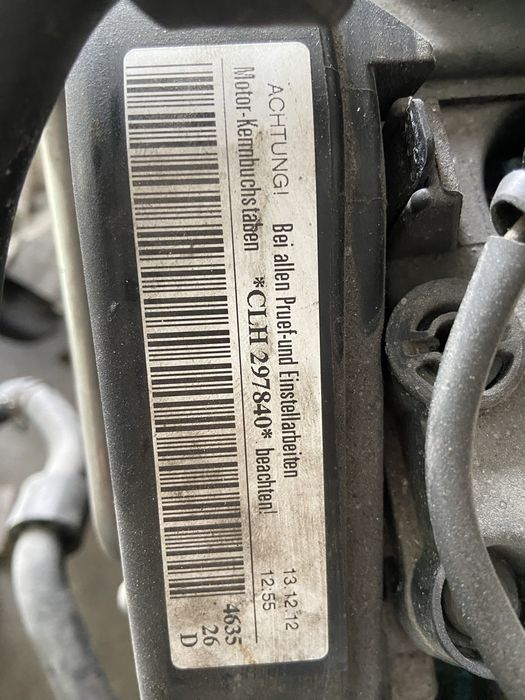 ACHTUNG! Bei allen Pruef-und Einstellarbeiten 13.12.12
Motor-Kennbuchstaben *CLH 297840* beachten! 12:55
4635
26
D